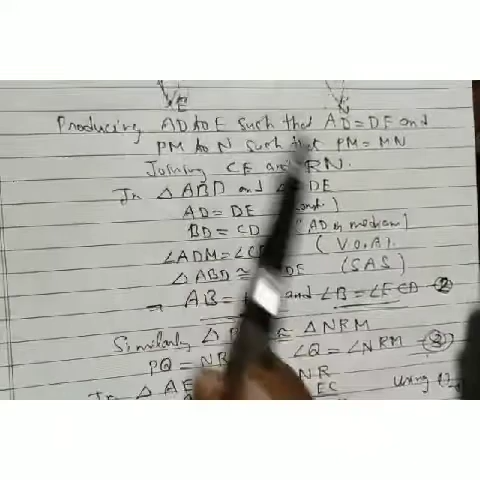 E
Producing AD to E such that AD = DE and
PM to N such that PM = MN
Joining CE and RN.
In △ ABD and DE
AD = DE
BD = CD (AD is median)
∠ADM = ∠C (V.O.A).
△ ABD ≅ DE (SAS)
→ AB = and ∠B = ∠ECD ②
Similarly △ ≅ △ NRM
PQ = NR ∠Q = ∠NRM — ③
In △ AE NR
EC using